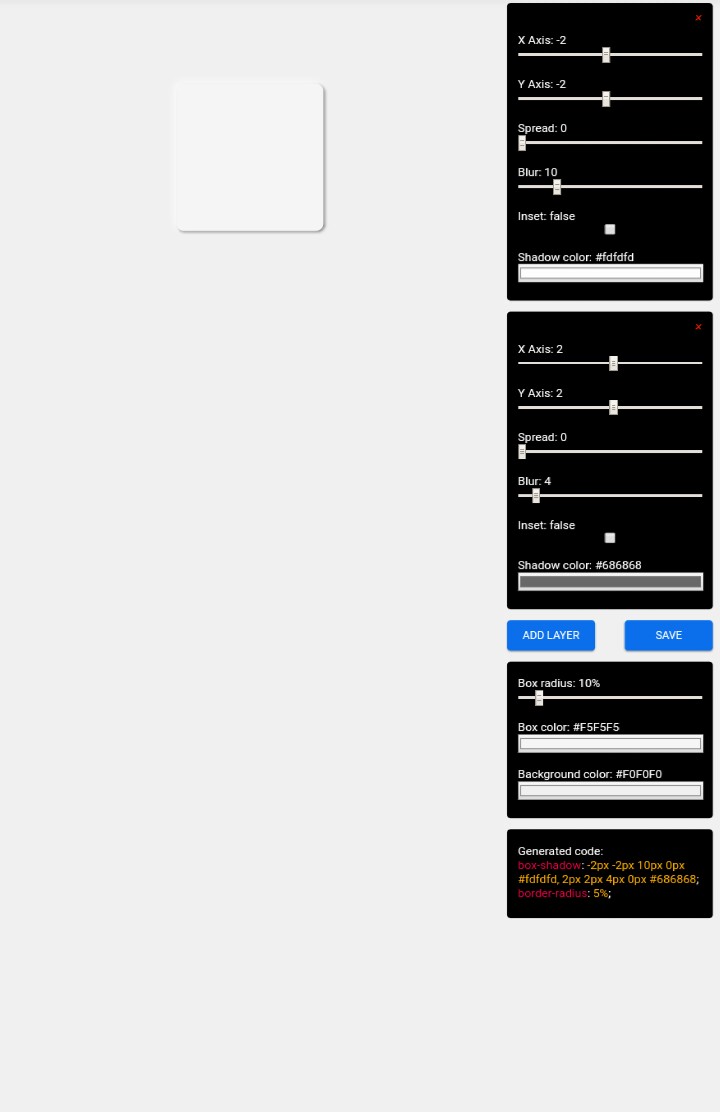 ×
X Axis: -2
Y Axis: -2
Spread: 0
Blur: 10
Inset: false
Shadow color: #fdfdfd
×
X Axis: 2
Y Axis: 2
Spread: 0
Blur: 4
Inset: false
Shadow color: #686868
ADD LAYER SAVE
Box radius: 10%
Box color: #F5F5F5
Background color: #F0F0F0
Generated code:
box-shadow: -2px -2px 10px 0px
#fdfdfd, 2px 2px 4px 0px #686868;
border-radius: 5%;